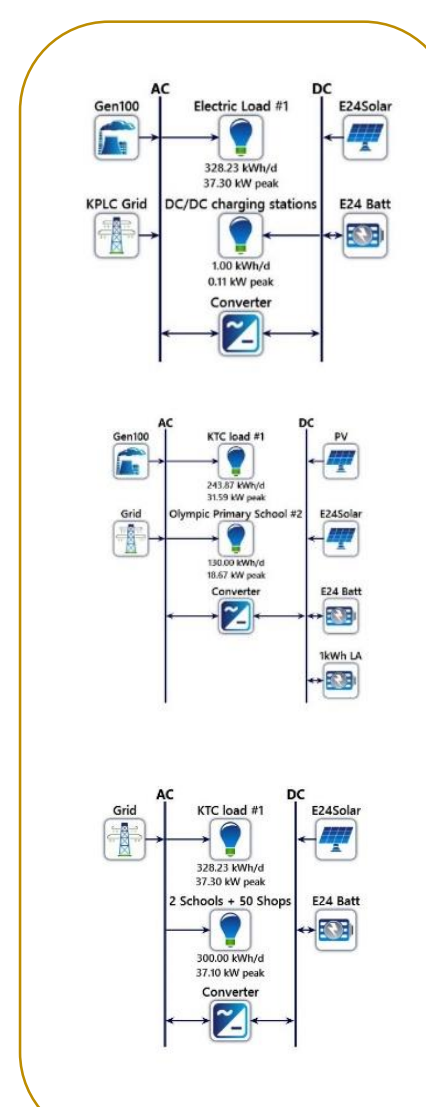 AC DC
Gen100 Electric Load #1 E24Solar
328.23 kWh/d
37.30 kW peak
KPLC Grid DC/DC charging stations E24 Batt
1.00 kWh/d
0.11 kW peak
Converter
AC DC
Gen100 KTC load #1 PV
243.87 kWh/d
31.59 kW peak
Grid Olympic Primary School #2 E24Solar
130.00 kWh/d
18.67 kW peak
Converter E24 Batt
1kWh LA
AC DC
Grid KTC load #1 E24Solar
328.23 kWh/d
37.30 kW peak
2 Schools + 50 Shops E24 Batt
300.00 kWh/d
37.10 kW peak
Converter